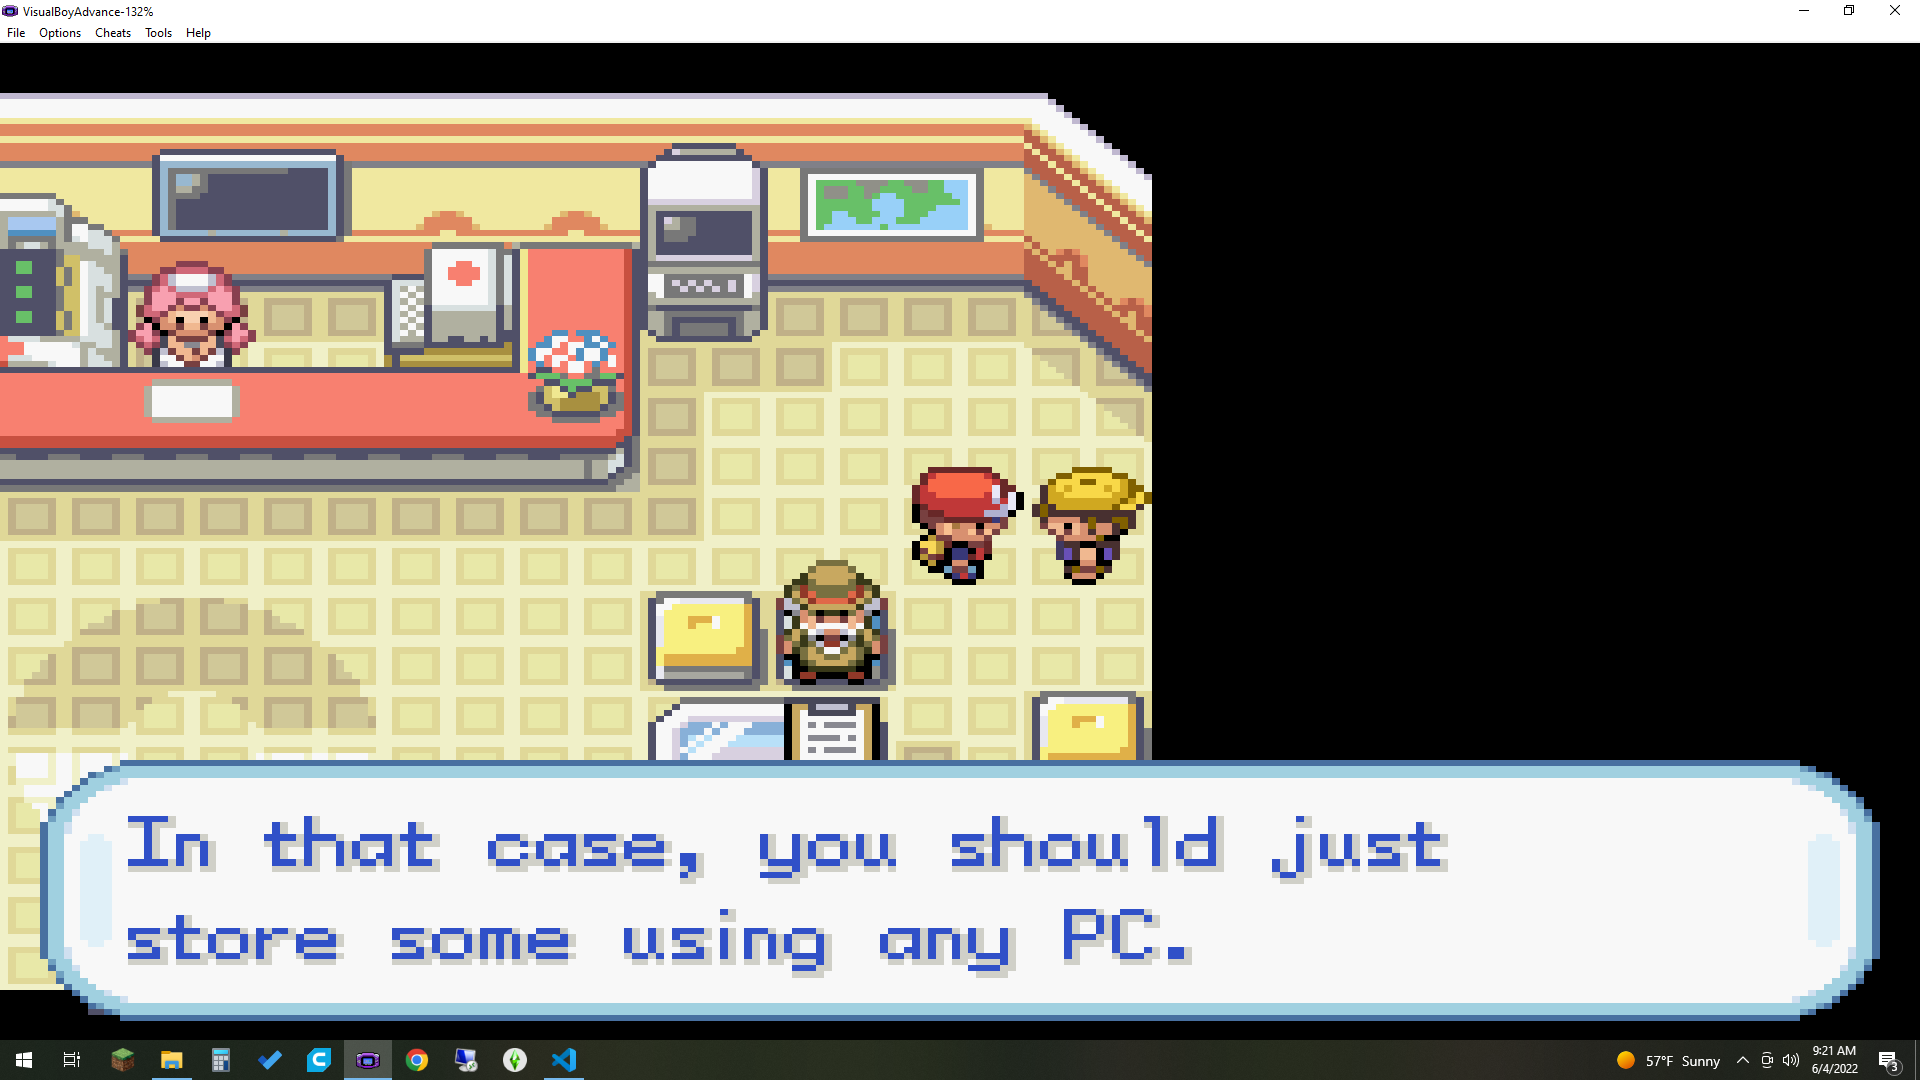 VisualBoyAdvance-132%
File Options Cheats Tools Help
In that case, you should just
store some using any PC.
57°F Sunny
9:21 AM
6/4/2022
3